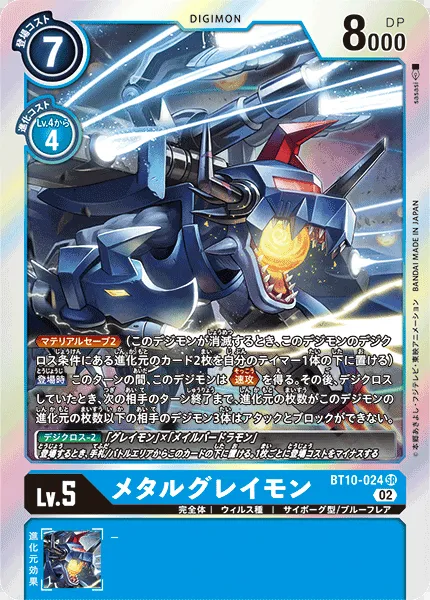 登場コスト
7
DIGIMON
DP
8000
進化コスト
Lv.4から
4
sasasi
©本郷あきよし・フジテレビ・東映アニメーション BANDAI MADE IN JAPAN
マテリアルセーブ2 (このデジモンが消滅するとき、このデジモンのデジク
ロス条件にある進化元のカード2枚を自分のテイマー1体の下に置ける)
登場時 このターンの間、このデジモンは 速攻 を得る。その後、デジクロス
していたとき、次の相手のターン終了まで、進化元の枚数がこのデジモンの
進化元の枚数以下の相手のデジモン3体はアタックとブロックができない。
デジクロス-2 「グレイモン」×「メイルバードラモン」
(登場するとき、手札/バトルエリアからこのカードの下に置ける。1枚ごとに登場コストをマイナスする)
Lv.5
メタルグレイモン
BT10-024 SR
02
完全体 | ウィルス種 | サイボーグ型/ブルーフレア
進化元効果
－